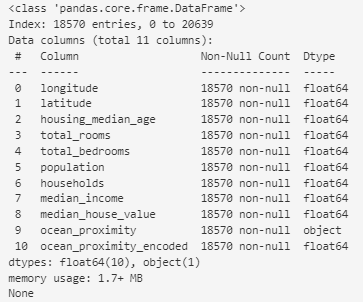 <class 'pandas.core.frame.DataFrame'>
Index: 18570 entries, 0 to 20639
Data columns (total 11 columns):
 #   Column                   Non-Null Count  Dtype
---  ------                   --------------  -----
 0   longitude                18570 non-null  float64
 1   latitude                 18570 non-null  float64
 2   housing_median_age       18570 non-null  float64
 3   total_rooms              18570 non-null  float64
 4   total_bedrooms           18570 non-null  float64
 5   population               18570 non-null  float64
 6   households               18570 non-null  float64
 7   median_income            18570 non-null  float64
 8   median_house_value       18570 non-null  float64
 9   ocean_proximity          18570 non-null  object
 10  ocean_proximity_encoded  18570 non-null  float64
dtypes: float64(10), object(1)
memory usage: 1.7+ MB
None